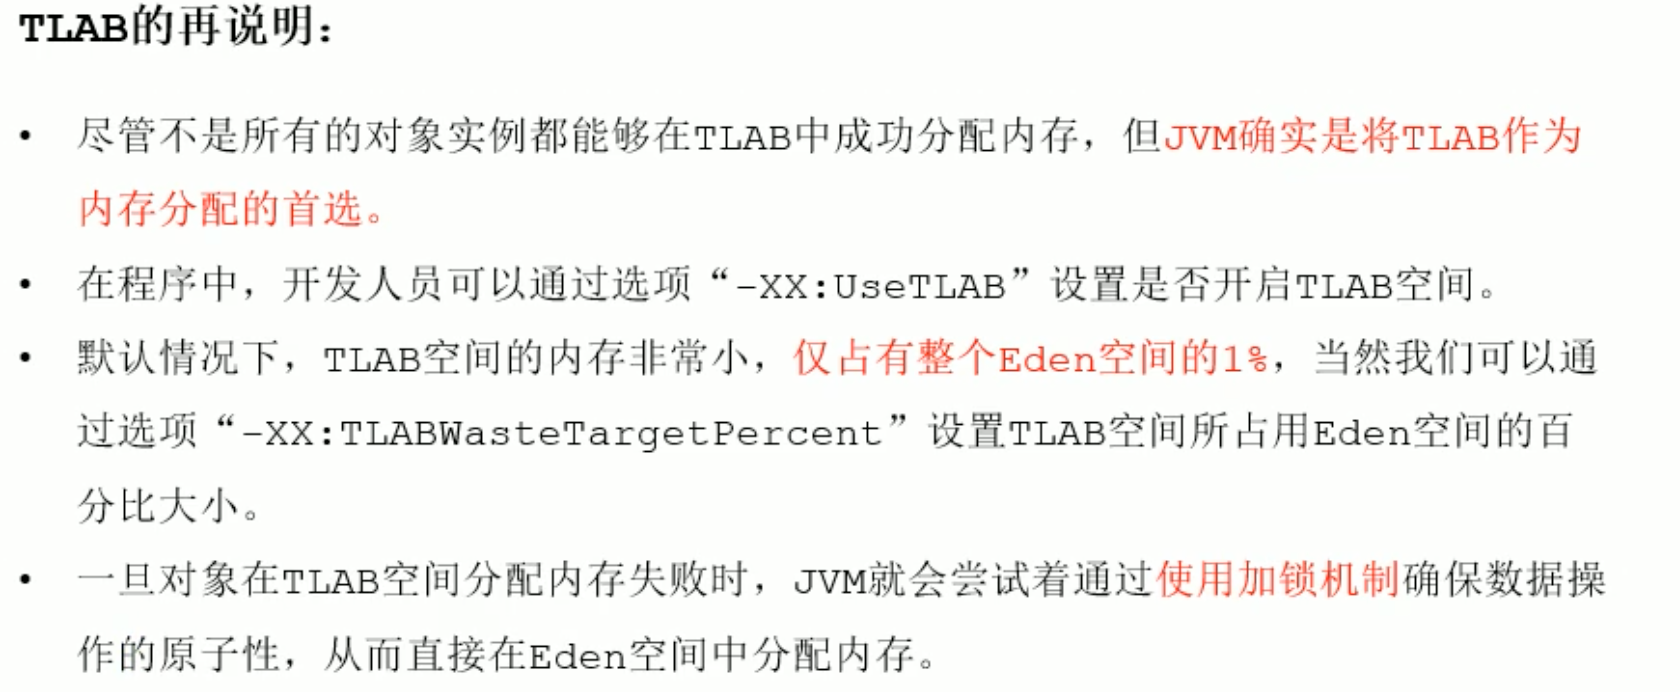 TLAB的再说明：
• 尽管不是所有的对象实例都能够在TLAB中成功分配内存，但JVM确实是将TLAB作为
内存分配的首选。
• 在程序中，开发人员可以通过选项“-XX:UseTLAB”设置是否开启TLAB空间。
• 默认情况下，TLAB空间的内存非常小，仅占有整个Eden空间的1%，当然我们可以通
过选项“-XX:TLABWasteTargetPercent”设置TLAB空间所占用Eden空间的百
分比大小。
• 一旦对象在TLAB空间分配内存失败时，JVM就会尝试着通过使用加锁机制确保数据操
作的原子性，从而直接在Eden空间中分配内存。